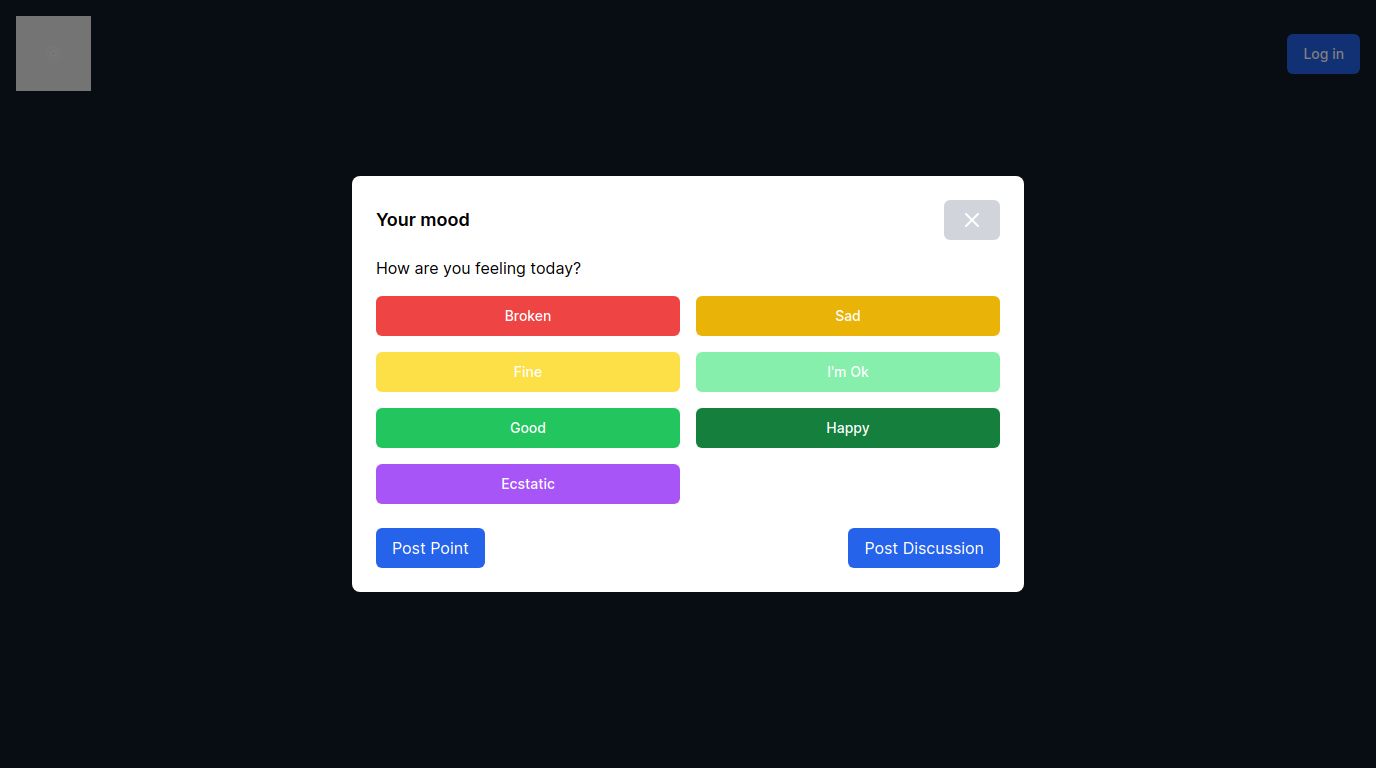 Log in
Your mood
How are you feeling today?
Broken
Sad
Fine
I'm Ok
Good
Happy
Ecstatic
Post Point
Post Discussion